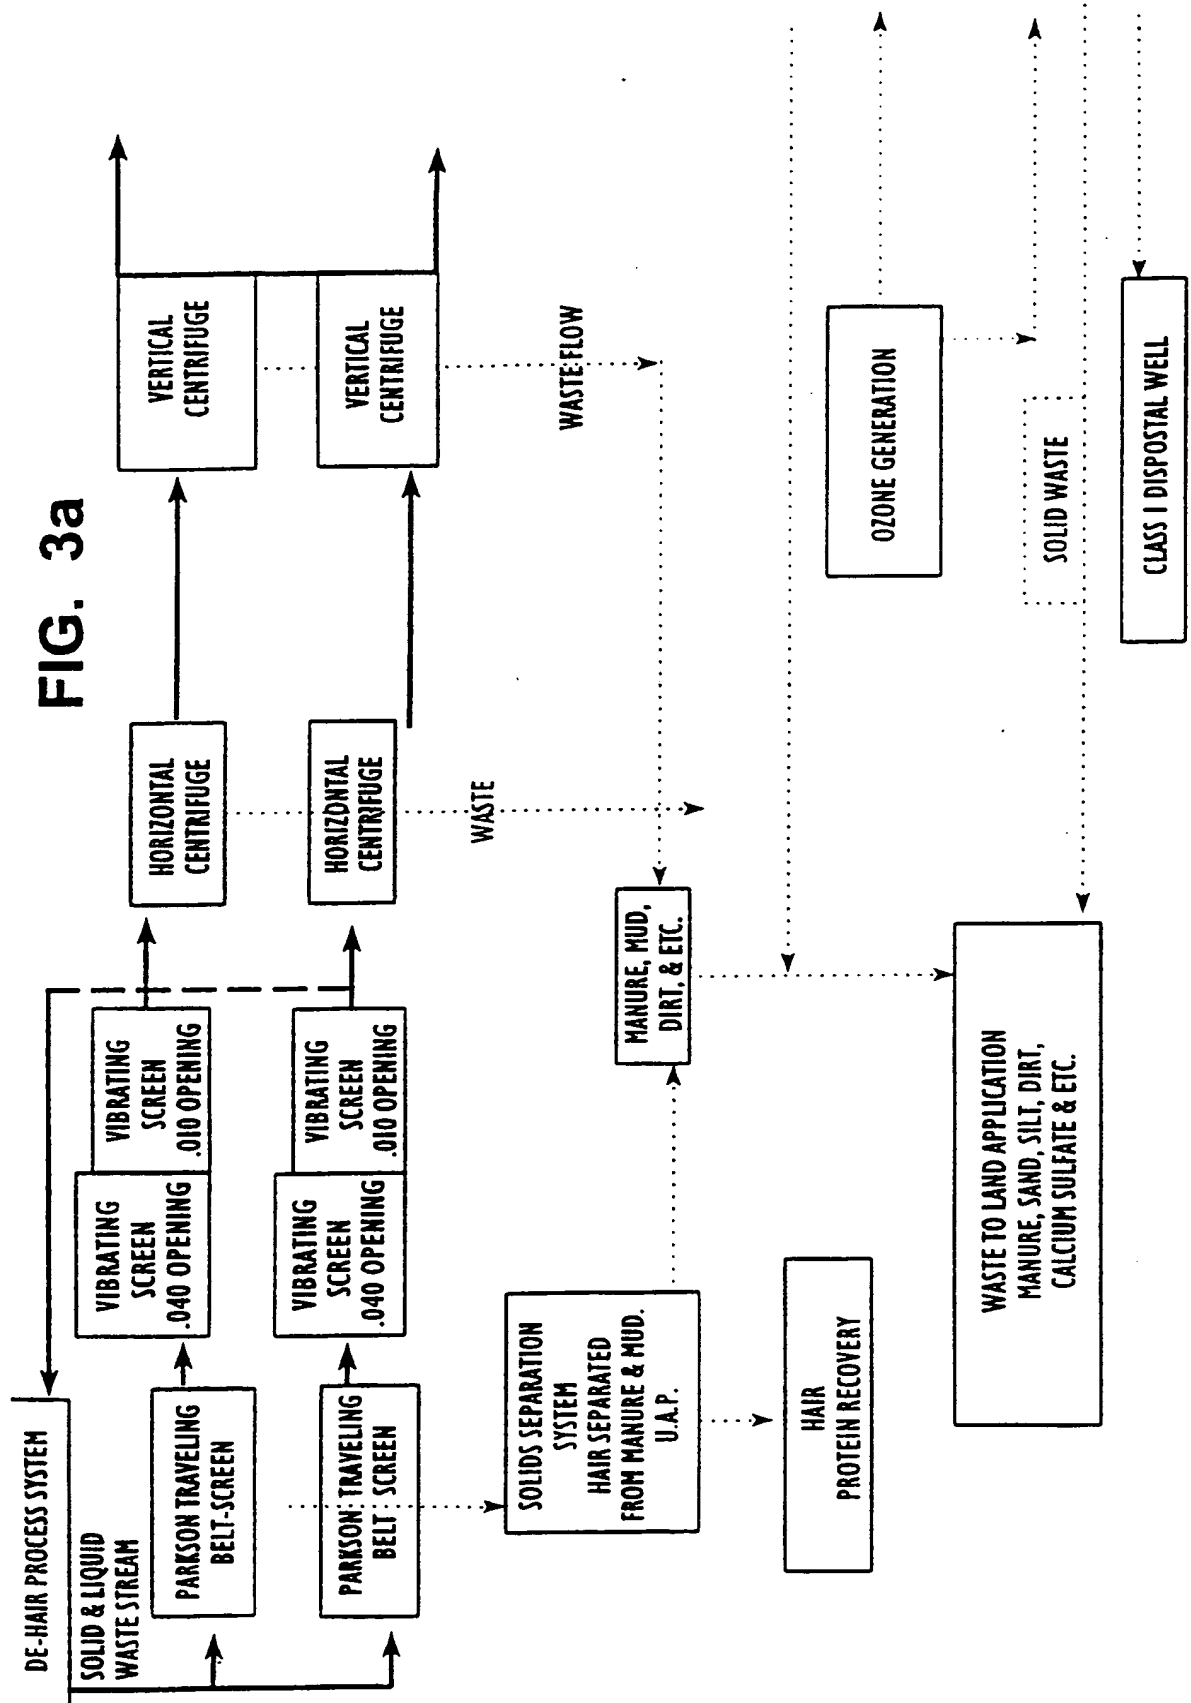 FIG. 3a
DE-HAIR PROCESS SYSTEM
SOLID & LIQUID
WASTE STREAM
PARKSON TRAVELING
BELT-SCREEN
VIBRATING
SCREEN
.040 OPENING
VIBRATING
SCREEN
.010 OPENING
HORIZONTAL
CENTRIFUGE
VERTICAL
CENTRIFUGE
PARKSON TRAVELING
BELT SCREEN
VIBRATING
SCREEN
.040 OPENING
VIBRATING
SCREEN
.010 OPENING
HORIZONTAL
CENTRIFUGE
VERTICAL
CENTRIFUGE
WASTE
WASTE FLOW
SOLIDS SEPARATION
SYSTEM
HAIR SEPARATED
FROM MANURE & MUD.
U.A.P.
MANURE, MUD,
DIRT, & ETC.
HAIR
PROTEIN RECOVERY
OZONE GENERATION
WASTE TO LAND APPLICATION
MANURE, SAND, SILT, DIRT,
CALCIUM SULFATE & ETC.
SOLID WASTE
CLASS I DISPOSTAL WELL